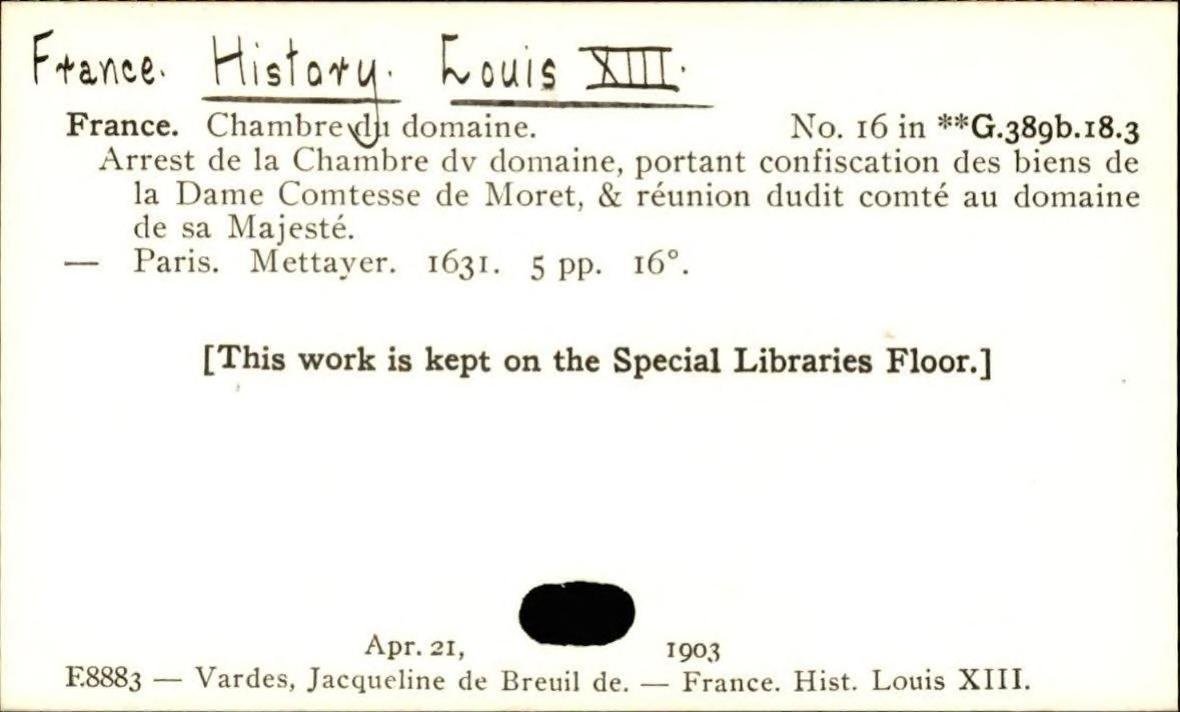 France. History. Louis XIII.
France. Chambre du domaine. No. 16 in **G.389b.18.3
Arrest de la Chambre dv domaine, portant confiscation des biens de
la Dame Comtesse de Moret, & réunion dudit comté au domaine
de sa Majesté.
— Paris. Mettayer. 1631. 5 pp. 16°.
[This work is kept on the Special Libraries Floor.]
Apr. 21, 1903
E8883 — Vardes, Jacqueline de Breuil de. — France. Hist. Louis XIII.